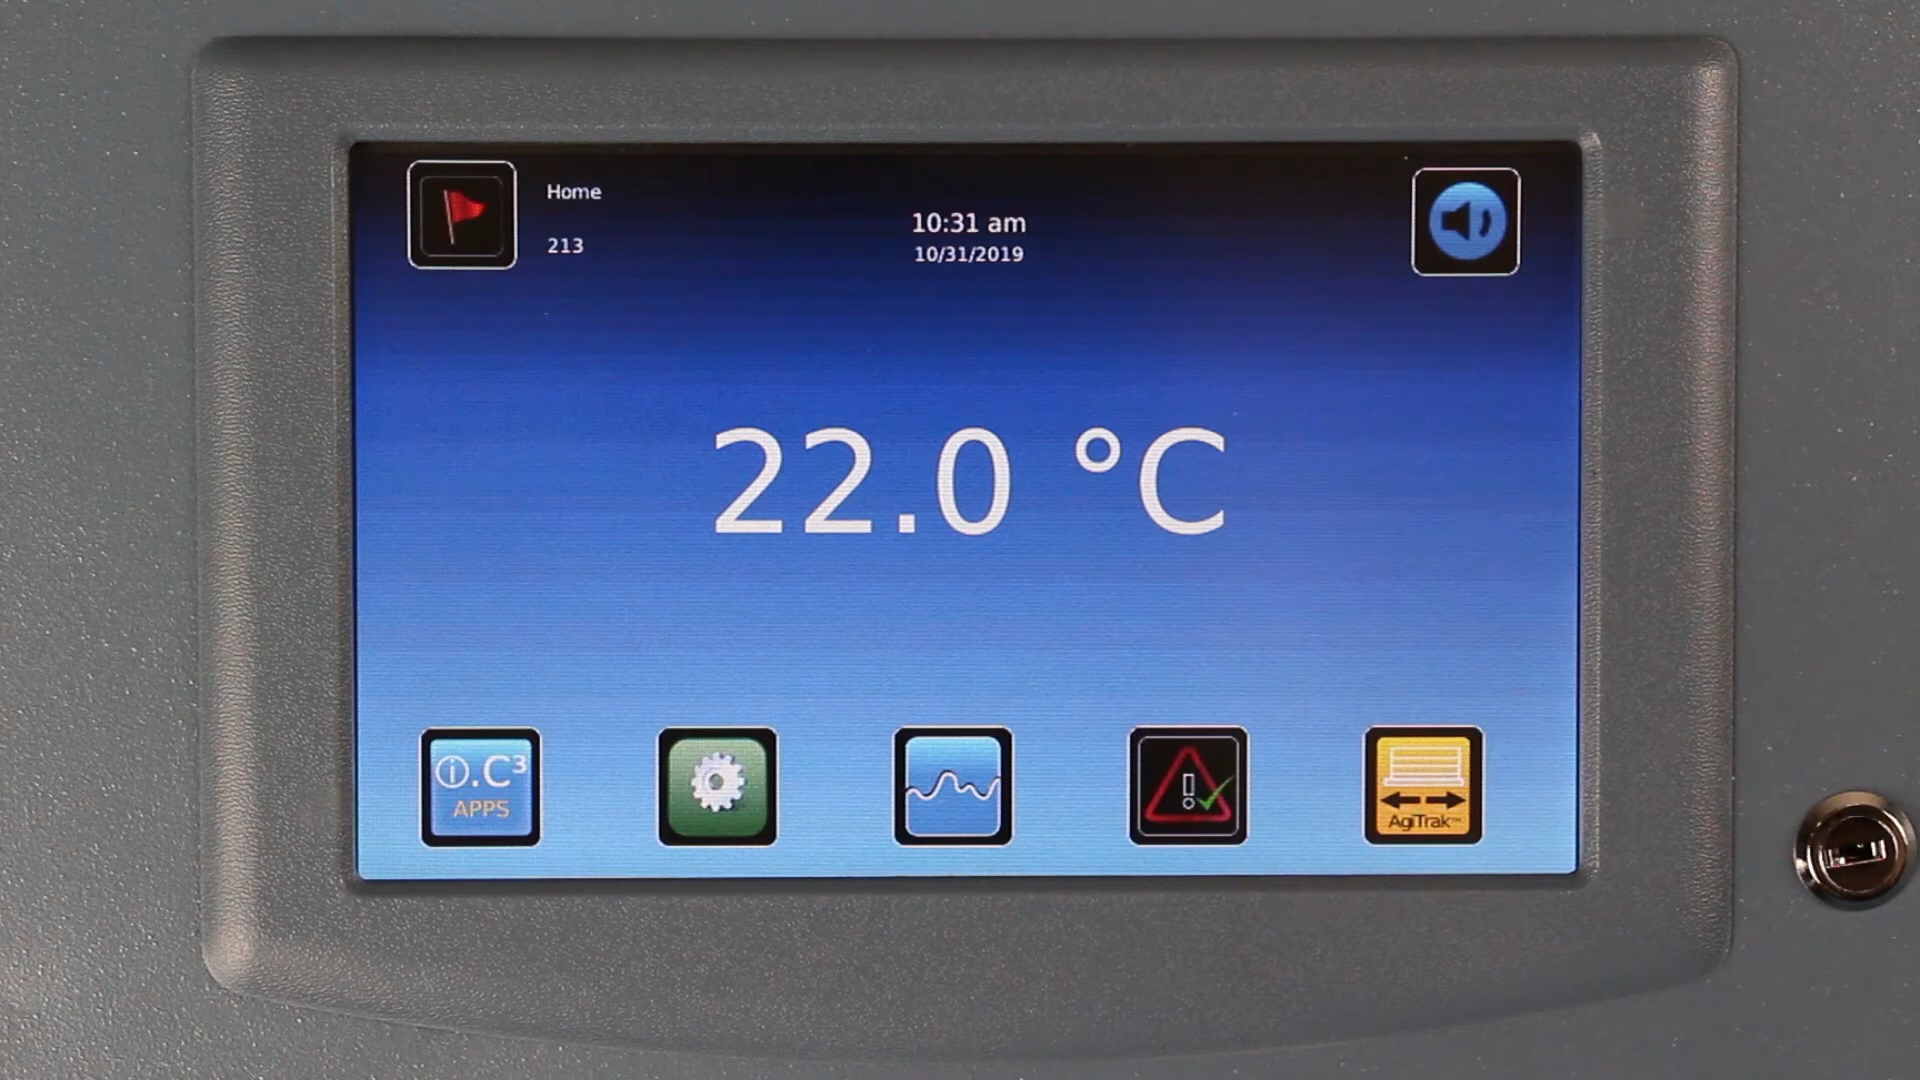 Home
213
10:31 am
10/31/2019
22.0 °C
i.C³
APPS
!
AgiTrak™